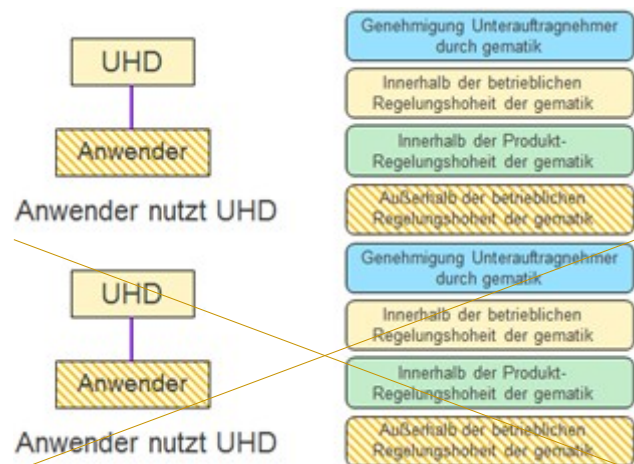 UHD
Anwender
Anwender nutzt UHD
Genehmigung Unterauftragnehmer
durch gematik
Innerhalb der betrieblichen
Regelungshoheit der gematik
Innerhalb der Produkt-
Regelungshoheit der gematik
Außerhalb der betrieblichen
Regelungshoheit der gematik
UHD
Anwender
Anwender nutzt UHD
Genehmigung Unterauftragnehmer
durch gematik
Innerhalb der betrieblichen
Regelungshoheit der gematik
Innerhalb der Produkt-
Regelungshoheit der gematik
Außerhalb der betrieblichen
Regelungshoheit der gematik